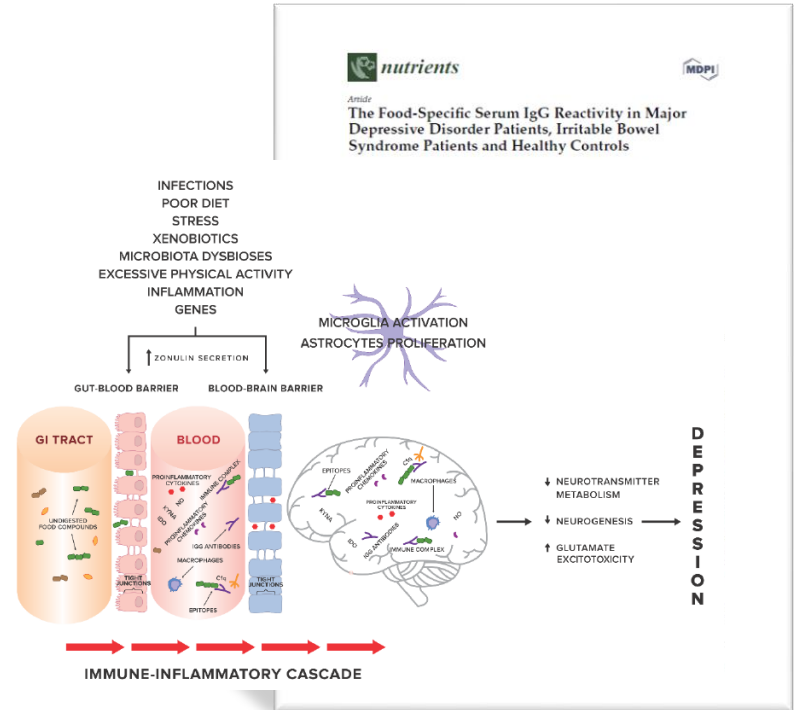 nutrients
MDPI
Article
The Food-Specific Serum IgG Reactivity in Major
Depressive Disorder Patients, Irritable Bowel
Syndrome Patients and Healthy Controls
INFECTIONS
POOR DIET
STRESS
XENOBIOTICS
MICROBIOTA DYSBIOSES
EXCESSIVE PHYSICAL ACTIVITY
INFLAMMATION
GENES
MICROGLIA ACTIVATION
ASTROCYTES PROLIFERATION
↑ ZONULIN SECRETION
GUT-BLOOD BARRIER
BLOOD-BRAIN BARRIER
GI TRACT
UNDIGESTED
FOOD COMPOUNDS
TIGHT
JUNCTIONS
BLOOD
PROINFLAMMATORY
CYTOKINES
IMMUNE COMPLEX
NO
KYNA
IDO
PROINFLAMMATORY
CHEMOKINES
IGG ANTIBODIES
MACROPHAGES
C1q
EPITOPES
TIGHT
JUNCTIONS
EPITOPES
PROINFLAMMATORY
CHEMOKINES
C1q
MACROPHAGES
PROINFLAMMATORY
CYTOKINES
KYNA
NO
IDO
IGG ANTIBODIES
IMMUNE COMPLEX
↓ NEUROTRANSMITTER
METABOLISM
↓ NEUROGENESIS
↑ GLUTAMATE
EXCITOTOXICITY
DEPRESSION
IMMUNE-INFLAMMATORY CASCADE